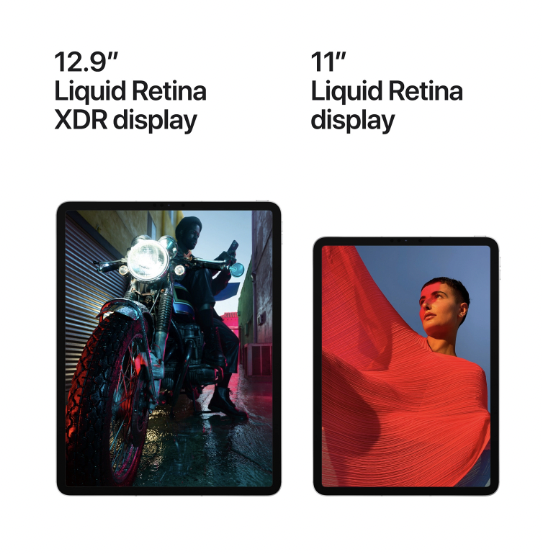 12.9”
Liquid Retina
XDR display
11”
Liquid Retina
display